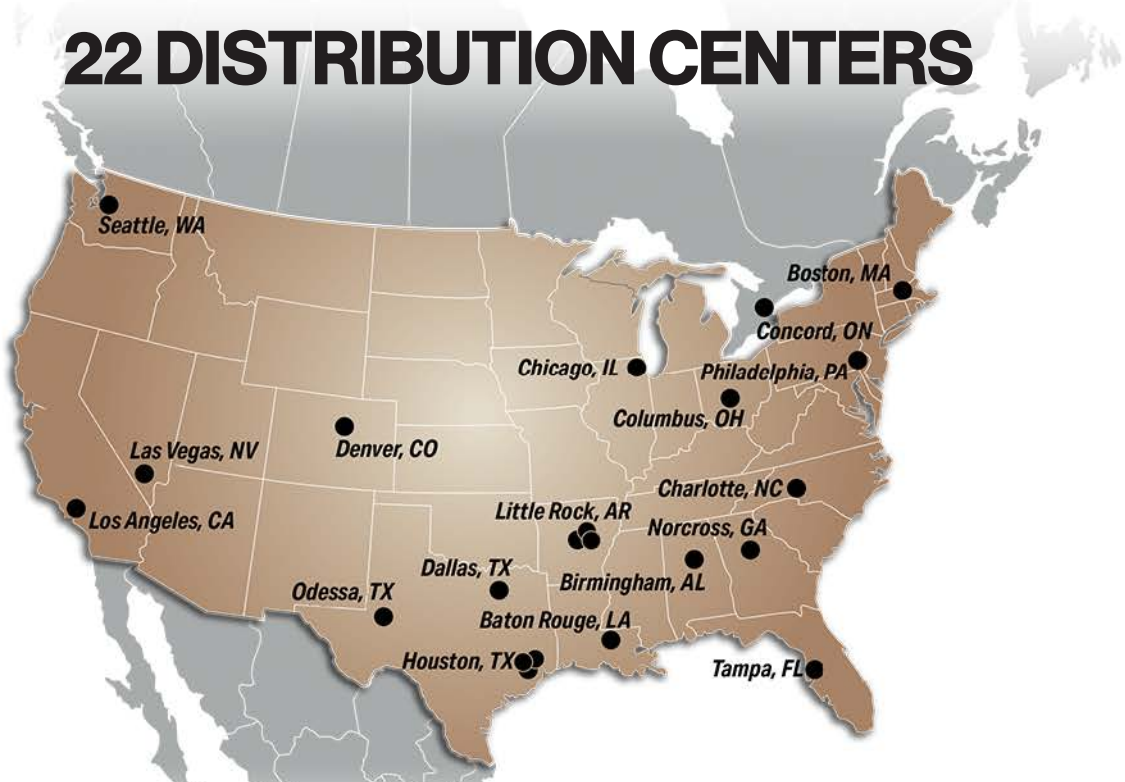 22 DISTRIBUTION CENTERS
Seattle, WA
Boston, MA
Concord, ON
Chicago, IL
Philadelphia, PA
Columbus, OH
Las Vegas, NV
Denver, CO
Charlotte, NC
Los Angeles, CA
Little Rock, AR
Norcross, GA
Dallas, TX
Birmingham, AL
Odessa, TX
Baton Rouge, LA
Houston, TX
Tampa, FL